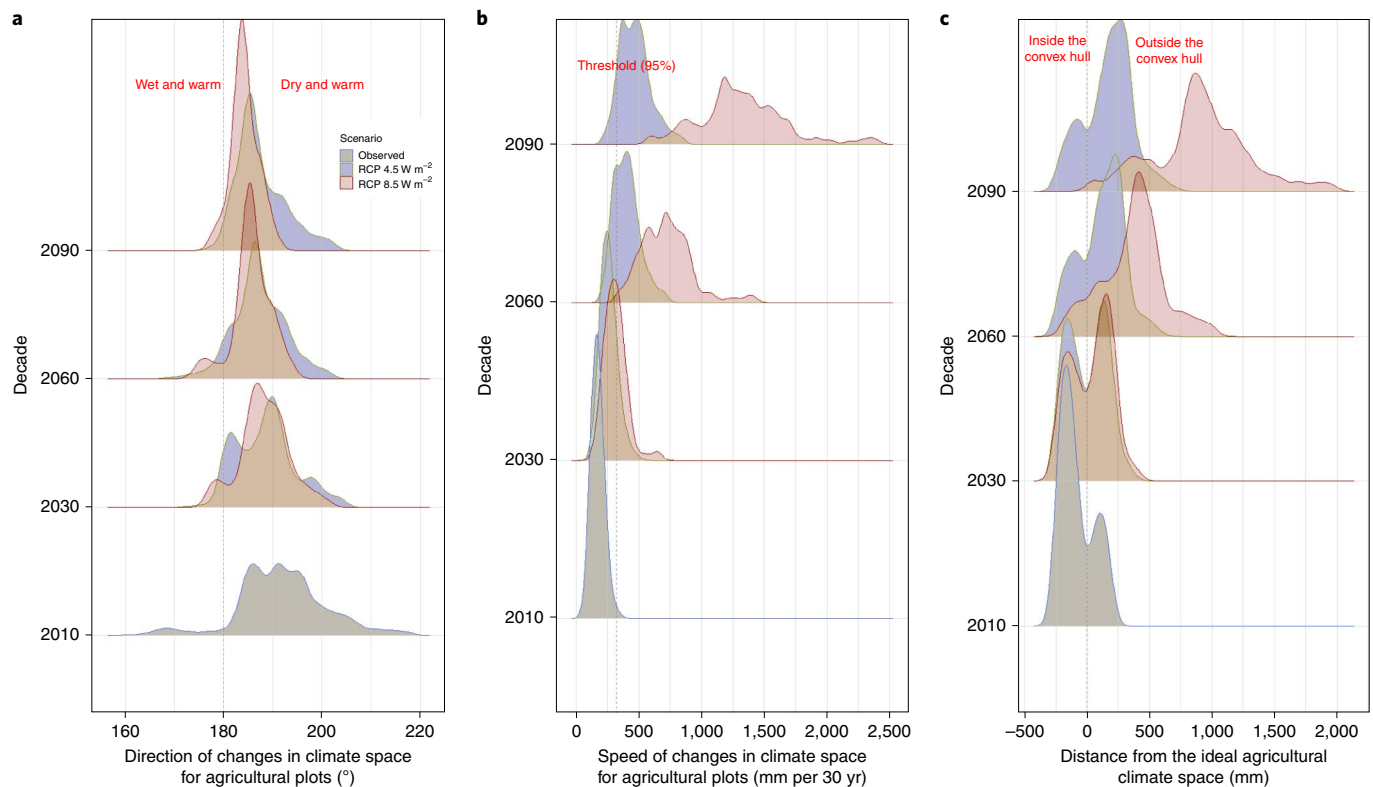 a
Wet and warm
Dry and warm
Scenario
Observed
RCP 4.5 W m⁻²
RCP 8.5 W m⁻²
2090
2060
2030
2010
Decade
160 180 200 220
Direction of changes in climate space
for agricultural plots (°)
b
Threshold (95%)
2090
2060
2030
2010
Decade
0 500 1,000 1,500 2,000 2,500
Speed of changes in climate space
for agricultural plots (mm per 30 yr)
c
Inside the
convex hull
Outside the
convex hull
2090
2060
2030
2010
Decade
−500 0 500 1,000 1,500 2,000
Distance from the ideal agricultural
climate space (mm)